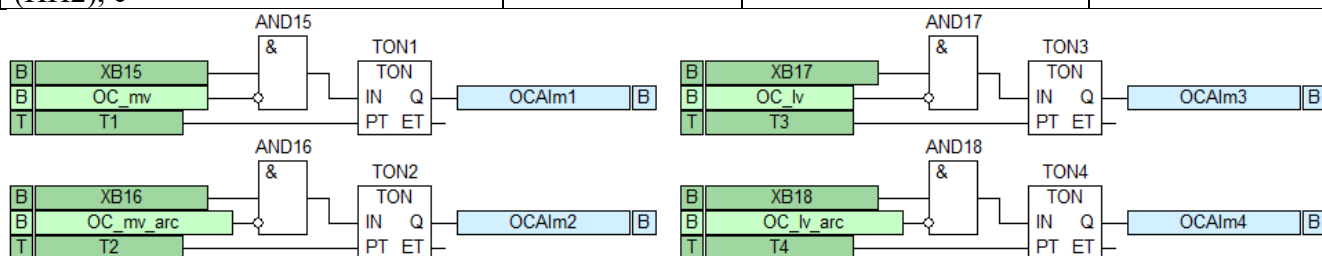 (НН2), с
AND15
&
TON1
B XB15 TON
B OC_mv IN Q OCAlm1 B
T T1 PT ET
AND17
&
TON3
B XB17 TON
B OC_lv IN Q OCAlm3 B
T T3 PT ET
AND16
&
TON2
B XB16 TON
B OC_mv_arc IN Q OCAlm2 B
T T2 PT ET
AND18
&
TON4
B XB18 TON
B OC_lv_arc IN Q OCAlm4 B
T T4 PT ET